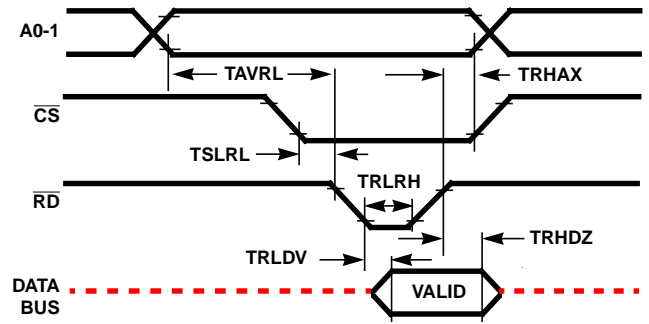 A0-1
TAVRL
TRHAX
CS
TSLRL
TRLRH
RD
TRHDZ
TRLDV
DATA
BUS
VALID